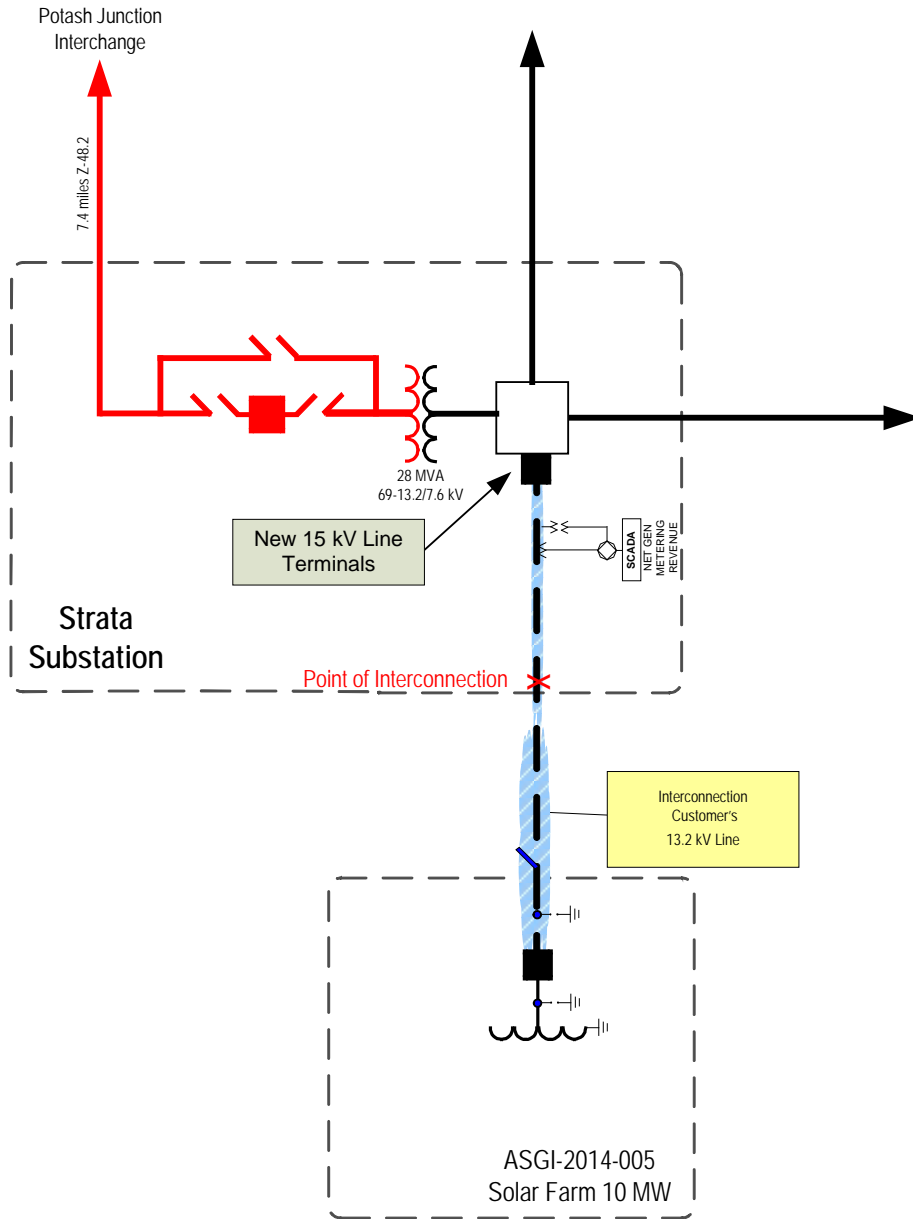 Potash Junction
Interchange
7.4 miles Z-48.2
28 MVA
69-13.2/7.6 kV
New 15 kV Line
Terminals
SCADA
NET GEN
METERING
REVENUE
Strata
Substation
Point of Interconnection
Interconnection
Customer's
13.2 kV Line
ASGI-2014-005
Solar Farm 10 MW